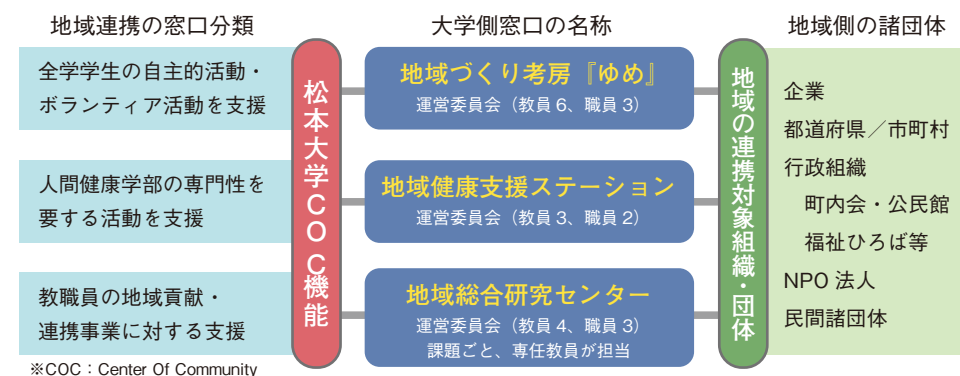 地域連携の窓口分類
大学側窓口の名称
地域側の諸団体
全学学生の自主的活動・
ボランティア活動を支援
人間健康学部の専門性を
要する活動を支援
教職員の地域貢献・
連携事業に対する支援
※COC：Center Of Community
松本大学COC機能
地域づくり考房『ゆめ』
運営委員会（教員6、職員3）
地域健康支援ステーション
運営委員会（教員3、職員2）
地域総合研究センター
運営委員会（教員4、職員3）
課題ごと、専任教員が担当
地域の連携対象組織・団体
企業
都道府県／市町村
行政組織
町内会・公民館
福祉ひろば等
NPO 法人
民間諸団体